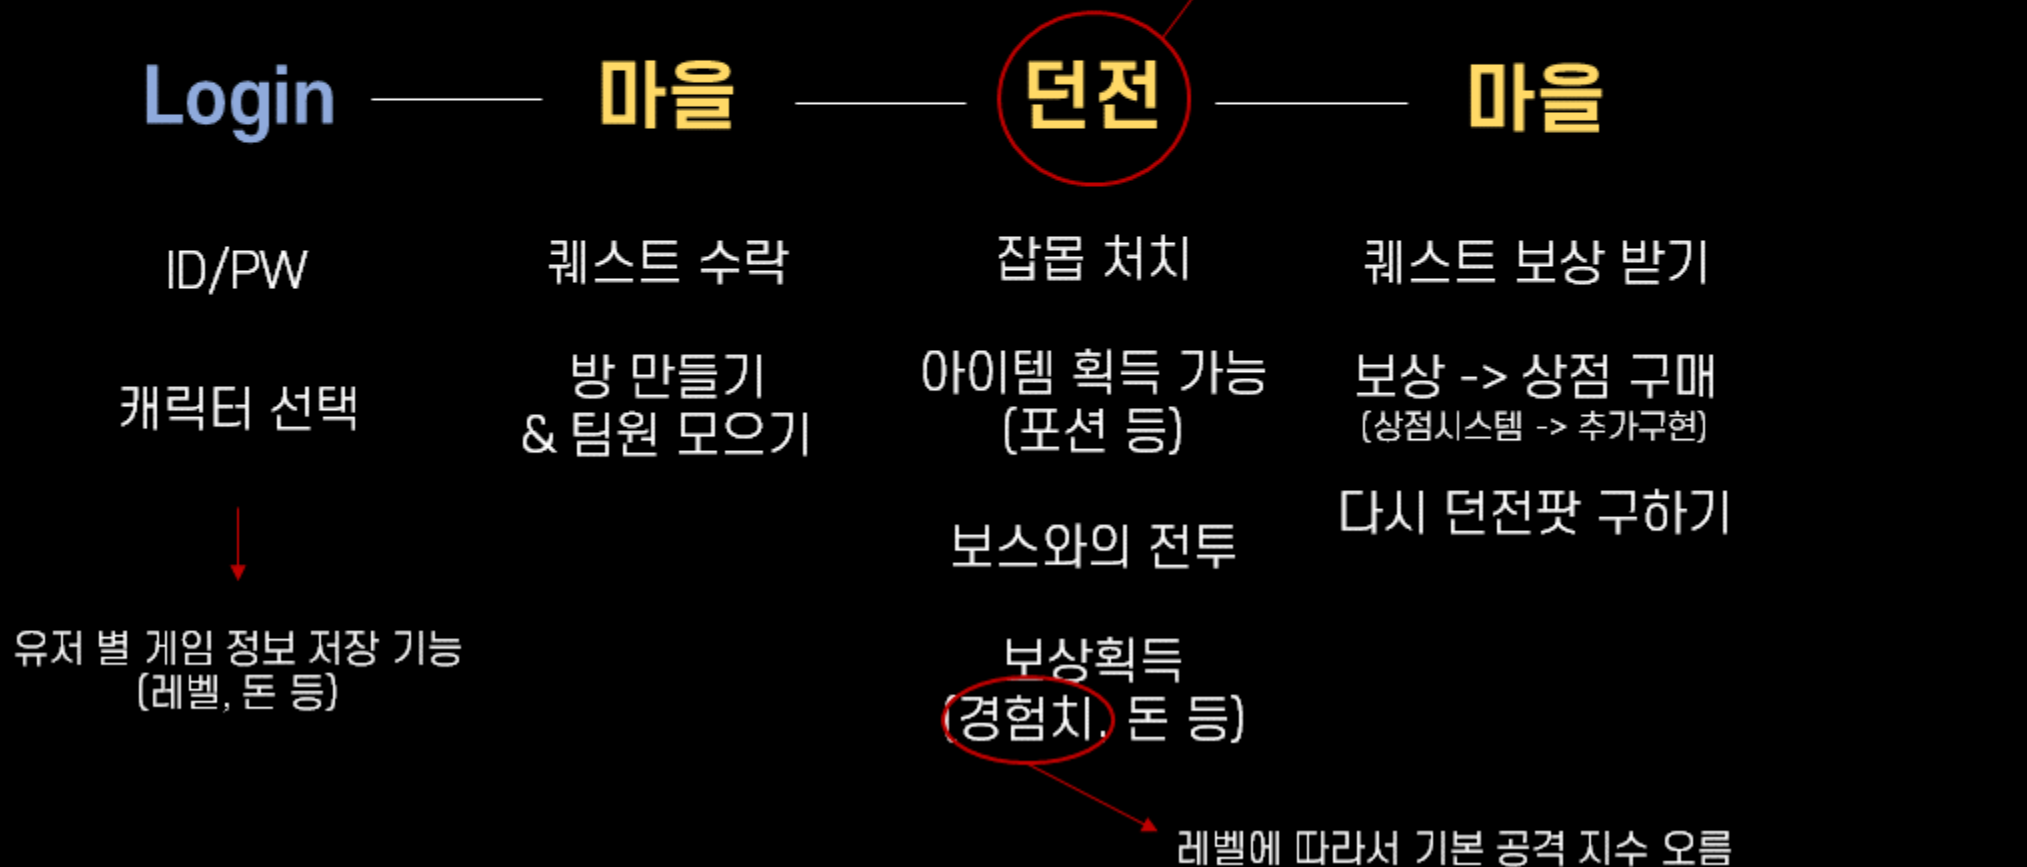 Login
마을
던전
마을
ID/PW
캐릭터 선택
유저 별 게임 정보 저장 기능
(레벨, 돈 등)
퀘스트 수락
방 만들기
& 팀원 모으기
잡몹 처치
아이템 획득 가능
(포션 등)
보스와의 전투
보상획득
(경험치. 돈 등)
레벨에 따라서 기본 공격 지수 오름
퀘스트 보상 받기
보상 -> 상점 구매
(상점시스템 -> 추가구현)
다시 던전팟 구하기